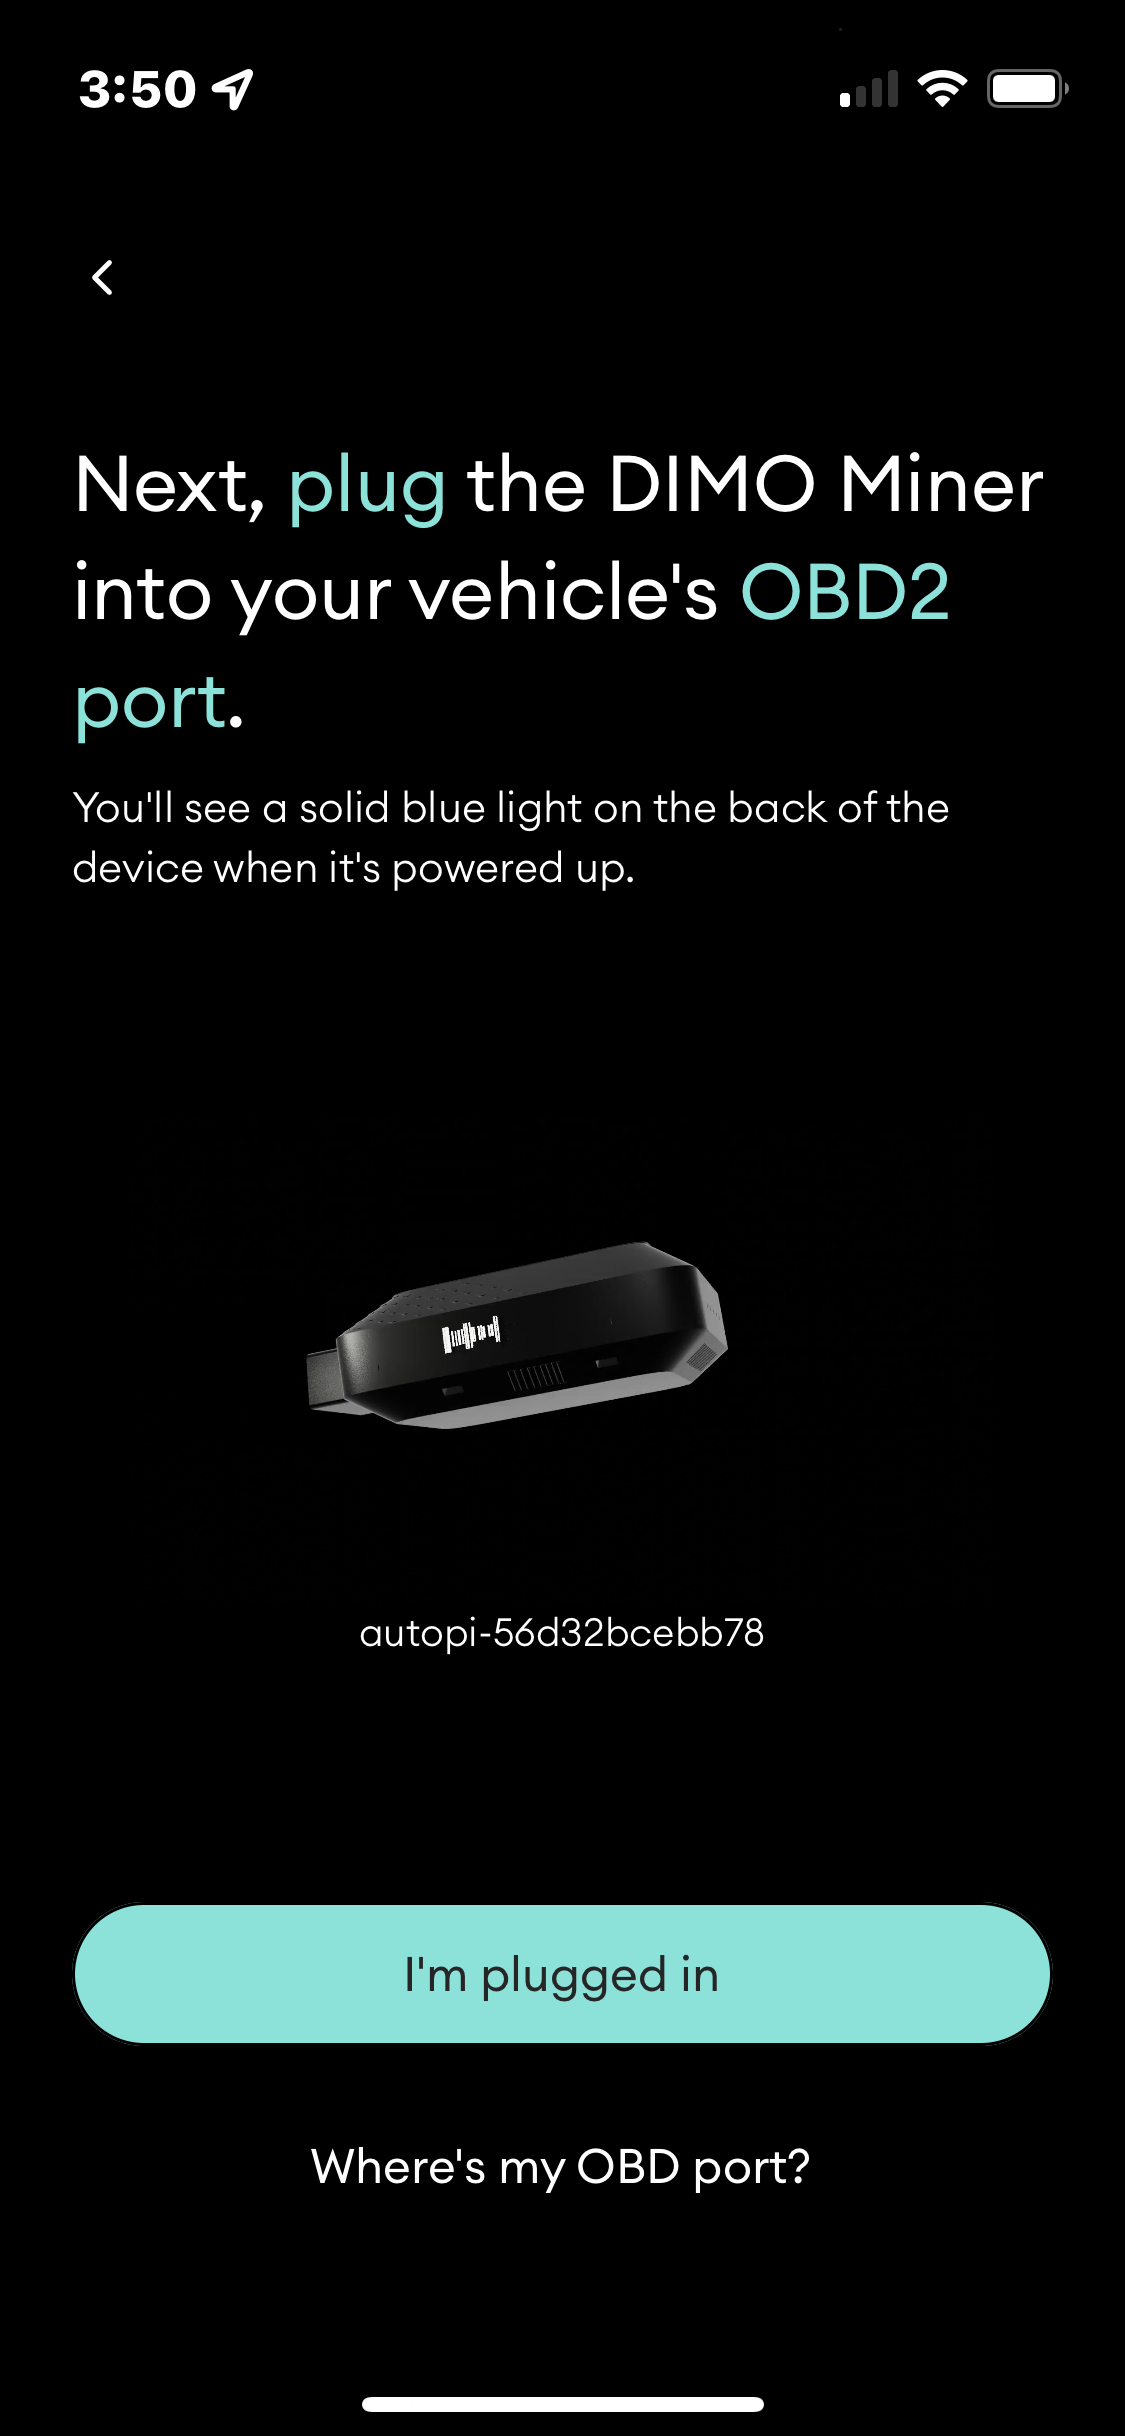 3:50
Next, plug the DIMO Miner
into your vehicle's OBD2
port.
You'll see a solid blue light on the back of the
device when it's powered up.
autopi-56d32bcebb78
I'm plugged in
Where's my OBD port?